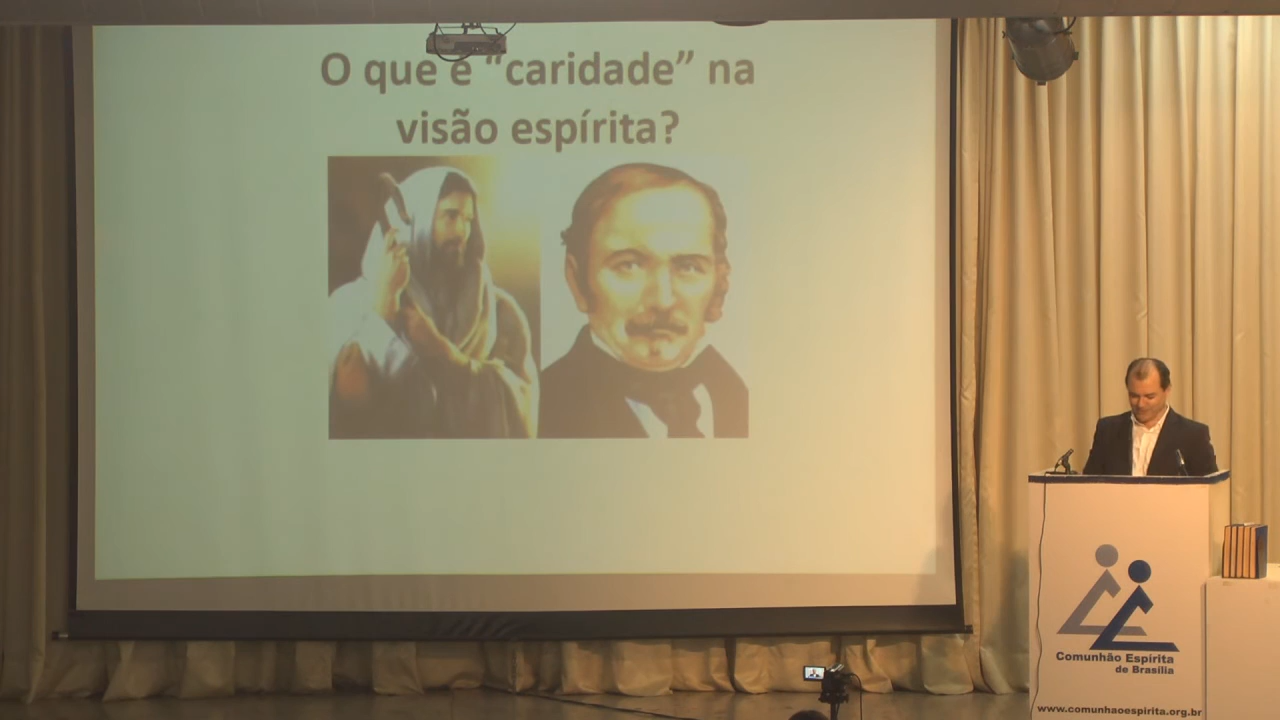 O que é “caridade” na
visão espírita?
Comunhão Espírita
de Brasília
www.comunhaoespirita.org.br